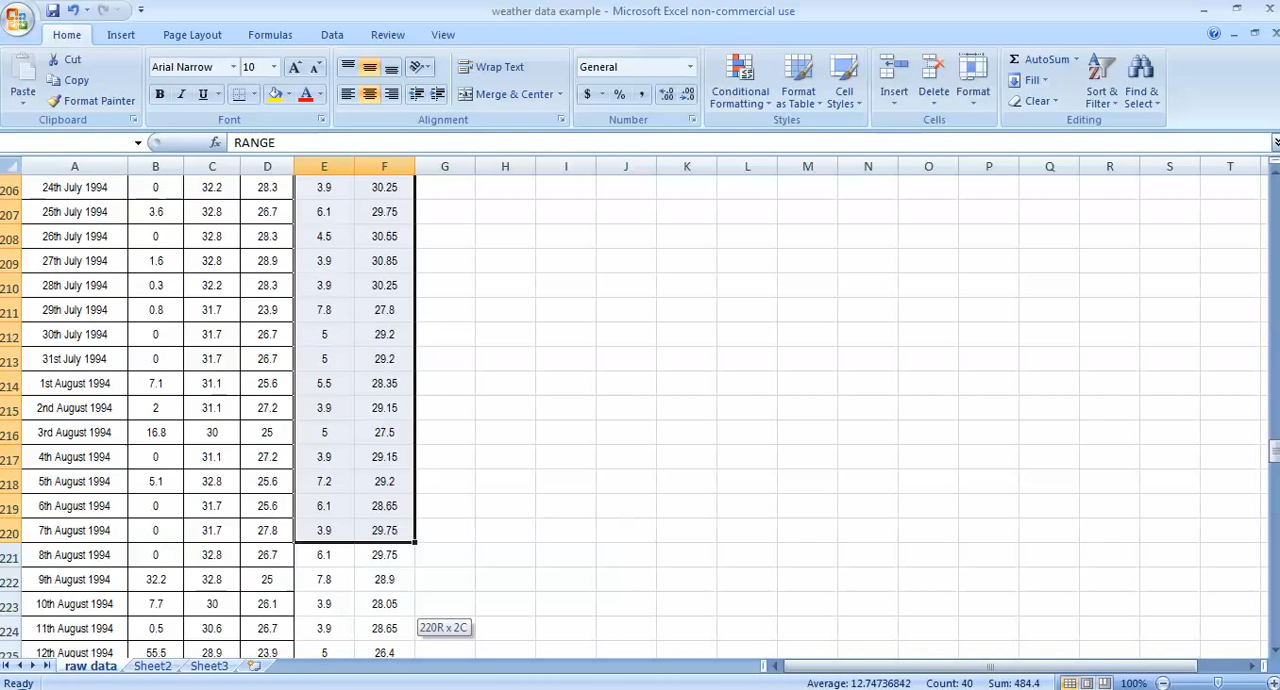 weather data example - Microsoft Excel non-commercial use
Home Insert Page Layout Formulas Data Review View
Paste Cut Arial Narrow 10 Wrap Text General Conditional Formatting Format as Table Cell Styles Insert Delete Format AutoSum Sort & Filter Find & Select
Copy Fill
Format Painter B I U A Merge & Center $ % , Clear
Clipboard Font Alignment Number Styles Cells Editing
fx RANGE
A B C D E F G H I J K L M N O P Q R S T
206 24th July 1994 0 32.2 28.3 3.9 30.25
207 25th July 1994 3.6 32.8 26.7 6.1 29.75
208 26th July 1994 0 32.8 28.3 4.5 30.55
209 27th July 1994 1.6 32.8 28.9 3.9 30.85
210 28th July 1994 0.3 32.2 28.3 3.9 30.25
211 29th July 1994 0.8 31.7 23.9 7.8 27.8
212 30th July 1994 0 31.7 26.7 5 29.2
213 31st July 1994 0 31.7 26.7 5 29.2
214 1st August 1994 7.1 31.1 25.6 5.5 28.35
215 2nd August 1994 2 31.1 27.2 3.9 29.15
216 3rd August 1994 16.8 30 25 5 27.5
217 4th August 1994 0 31.1 27.2 3.9 29.15
218 5th August 1994 5.1 32.8 25.6 7.2 29.2
219 6th August 1994 0 31.7 25.6 6.1 28.65
220 7th August 1994 0 31.7 27.8 3.9 29.75
221 8th August 1994 0 32.8 26.7 6.1 29.75
222 9th August 1994 32.2 32.8 25 7.8 28.9
223 10th August 1994 7.7 30 26.1 3.9 28.05
224 11th August 1994 0.5 30.6 26.7 3.9 28.65 220R x 2C
225 12th August 1994 55.5 28.9 23.9 5 26.4
raw data Sheet2 Sheet3
Ready Average: 12.74736842 Count: 40 Sum: 484.4 100%